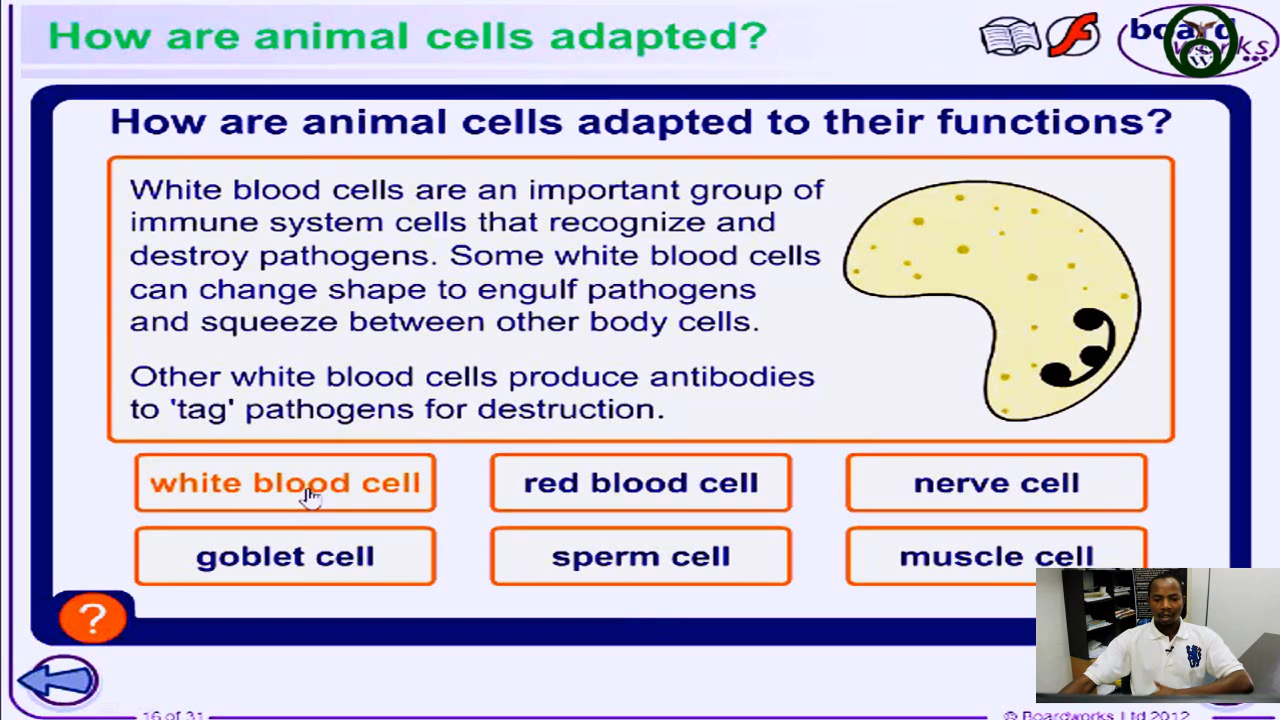 How are animal cells adapted?
board
works
How are animal cells adapted to their functions?
White blood cells are an important group of
immune system cells that recognize and
destroy pathogens. Some white blood cells
can change shape to engulf pathogens
and squeeze between other body cells.
Other white blood cells produce antibodies
to 'tag' pathogens for destruction.
white blood cell
red blood cell
nerve cell
goblet cell
sperm cell
muscle cell
?
16 of 31
© Boardworks Ltd 2012